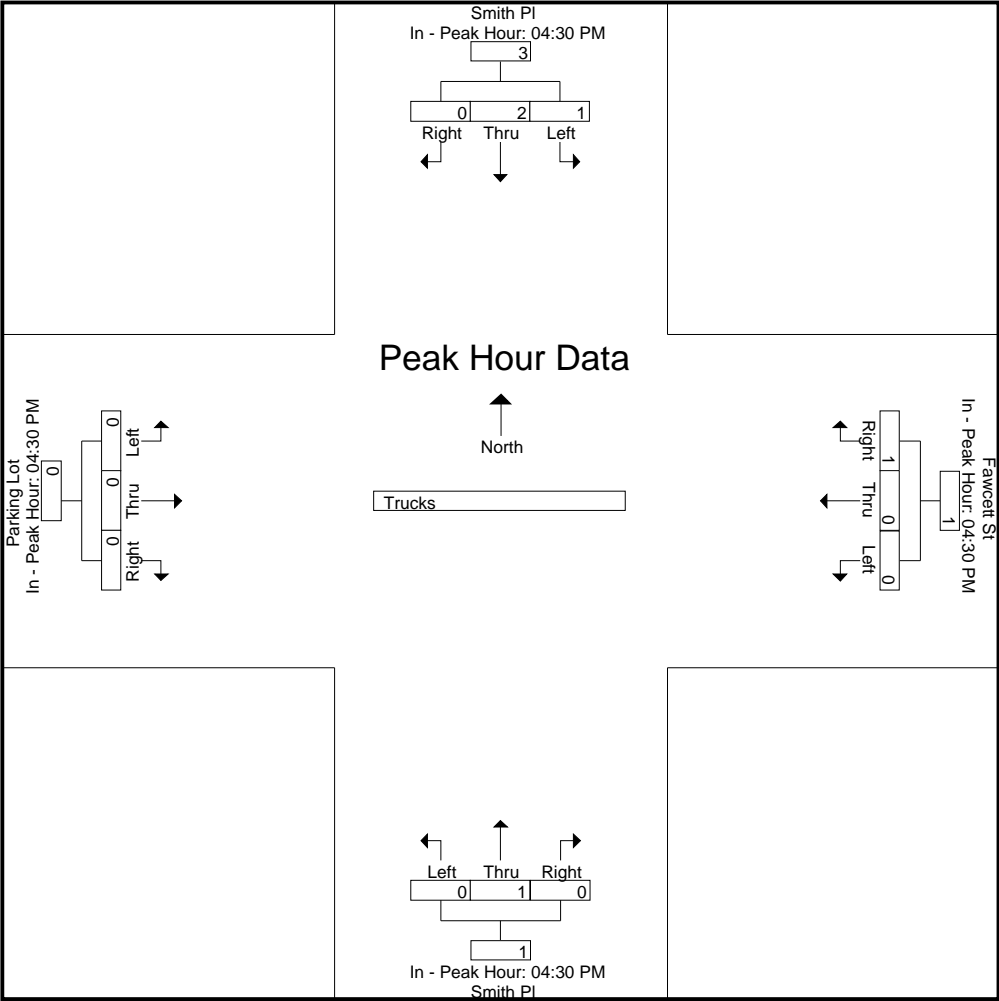 Smith Pl
In - Peak Hour: 04:30 PM
3
0 2 1
Right Thru Left
Peak Hour Data
North
Trucks
Parking Lot
In - Peak Hour: 04:30 PM
0
0 0 0
Left Thru Right
Fawcett St
In - Peak Hour: 04:30 PM
1
1 0 0
Right Thru Left
Left Thru Right
0 1 0
1
In - Peak Hour: 04:30 PM
Smith Pl